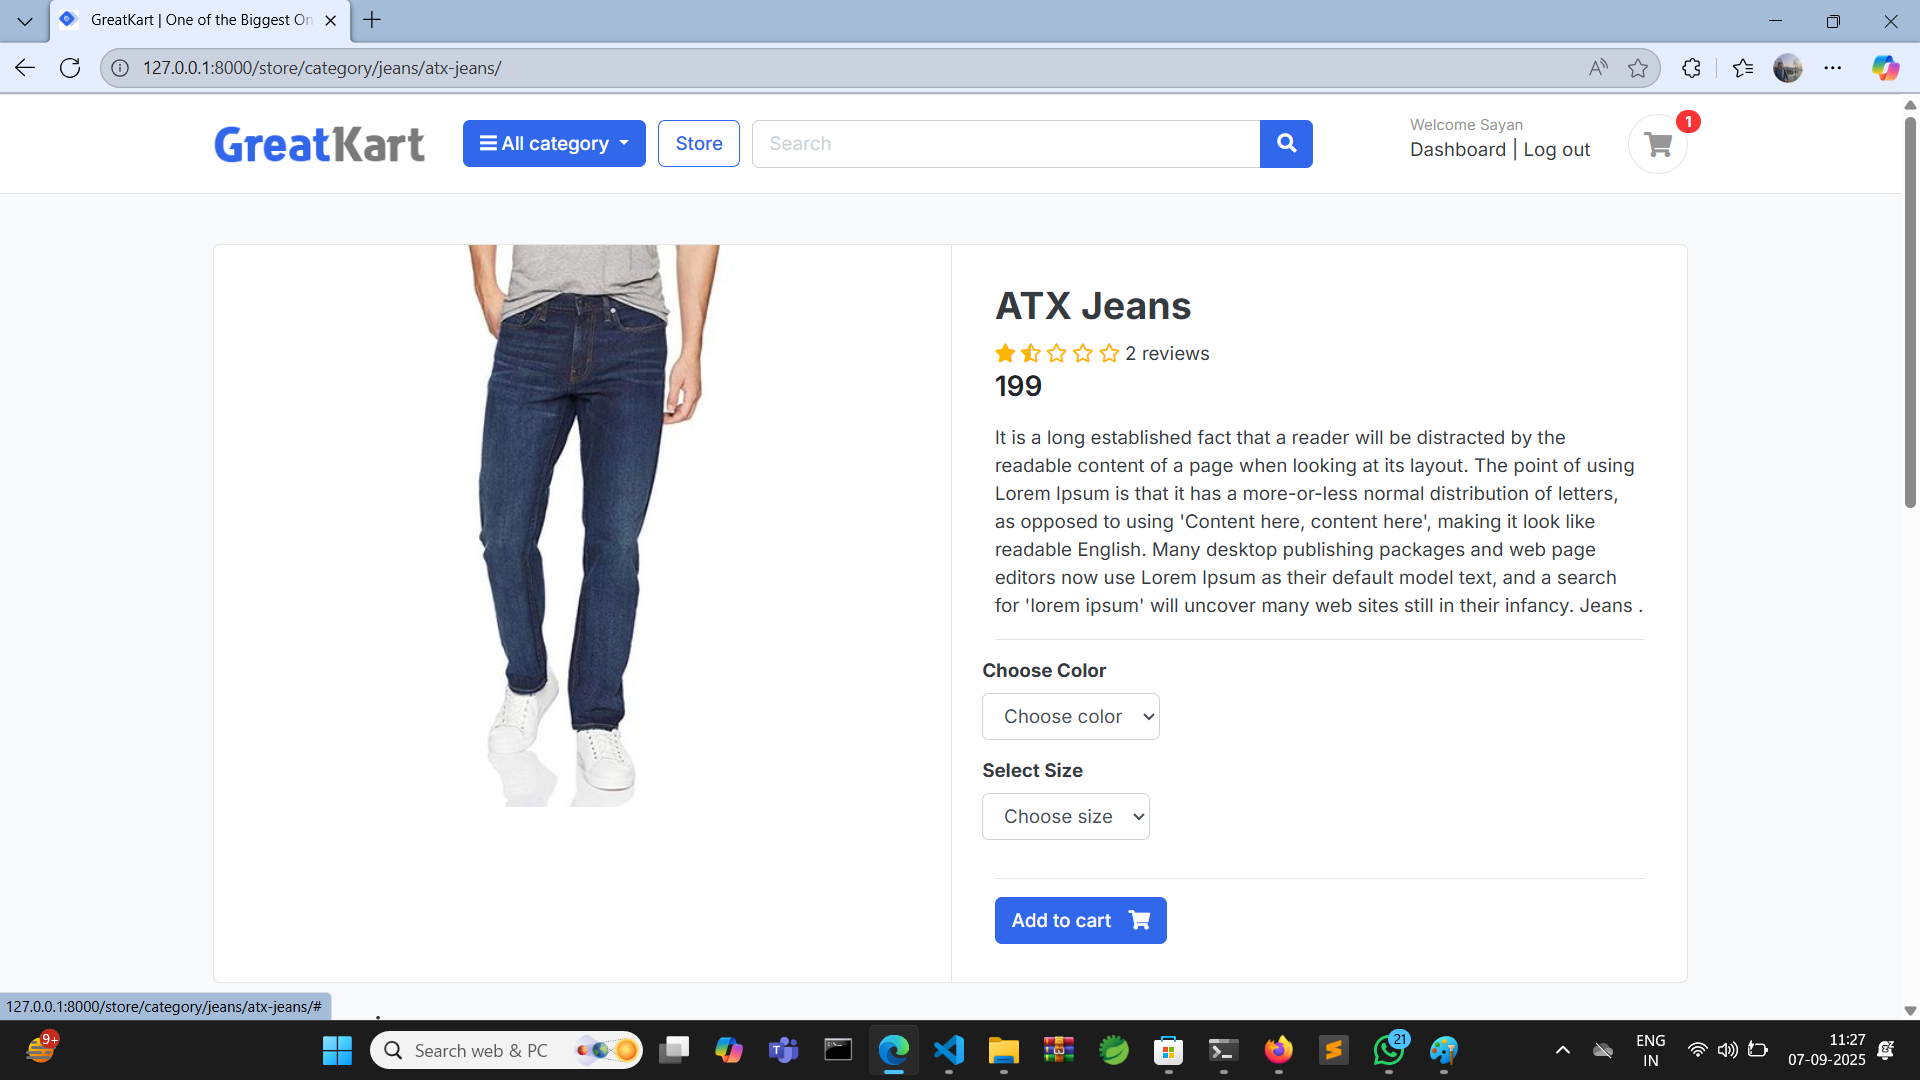 GreatKart | One of the Biggest On
127.0.0.1:8000/store/category/jeans/atx-jeans/
GreatKart
All category
Store
Search
Welcome Sayan
Dashboard | Log out
1
ATX Jeans
2 reviews
199
It is a long established fact that a reader will be distracted by the
readable content of a page when looking at its layout. The point of using
Lorem Ipsum is that it has a more-or-less normal distribution of letters,
as opposed to using 'Content here, content here', making it look like
readable English. Many desktop publishing packages and web page
editors now use Lorem Ipsum as their default model text, and a search
for 'lorem ipsum' will uncover many web sites still in their infancy. Jeans .
Choose Color
Choose color
Select Size
Choose size
Add to cart
127.0.0.1:8000/store/category/jeans/atx-jeans/#
9+
Search web & PC
21
ENG
IN
11:27
07-09-2025